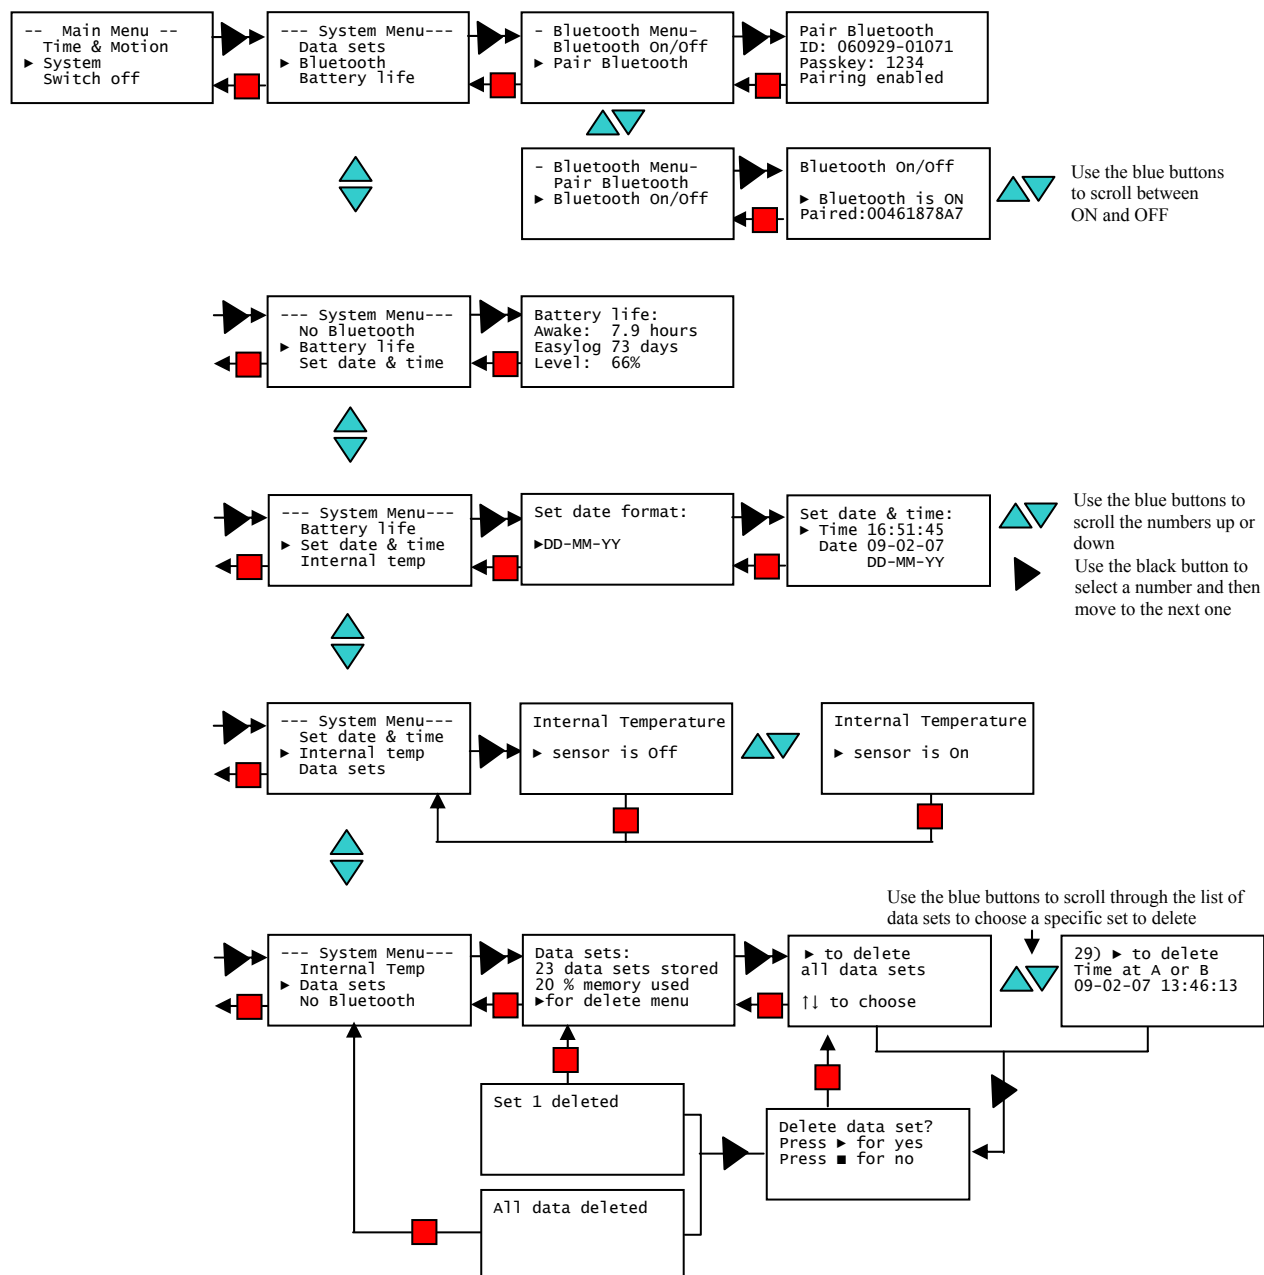 -- Main Menu --
Time & Motion
► System
Switch off
--- System Menu---
Data sets
► Bluetooth
Battery life
- Bluetooth Menu-
Bluetooth On/Off
► Pair Bluetooth
Pair Bluetooth
ID: 060929-01071
Passkey: 1234
Pairing enabled
- Bluetooth Menu-
Pair Bluetooth
► Bluetooth On/Off
Bluetooth On/Off
► Bluetooth is ON
Paired:00461878A7
Use the blue buttons
to scroll between
ON and OFF
--- System Menu---
No Bluetooth
► Battery life
Set date & time
Battery life:
Awake: 7.9 hours
Easylog 73 days
Level: 66%
--- System Menu---
Battery life
► Set date & time
Internal temp
Set date format:
►DD-MM-YY
Set date & time:
► Time 16:51:45
Date 09-02-07
DD-MM-YY
Use the blue buttons to
scroll the numbers up or
down
Use the black button to
select a number and then
move to the next one
--- System Menu---
Set date & time
► Internal temp
Data sets
Internal Temperature
► sensor is Off
Internal Temperature
► sensor is On
Use the blue buttons to scroll through the list of
data sets to choose a specific set to delete
--- System Menu---
Internal Temp
► Data sets
No Bluetooth
Data sets:
23 data sets stored
20 % memory used
►for delete menu
► to delete
all data sets
↑↓ to choose
29) ► to delete
Time at A or B
09-02-07 13:46:13
Set 1 deleted
Delete data set?
Press ► for yes
Press ■ for no
All data deleted